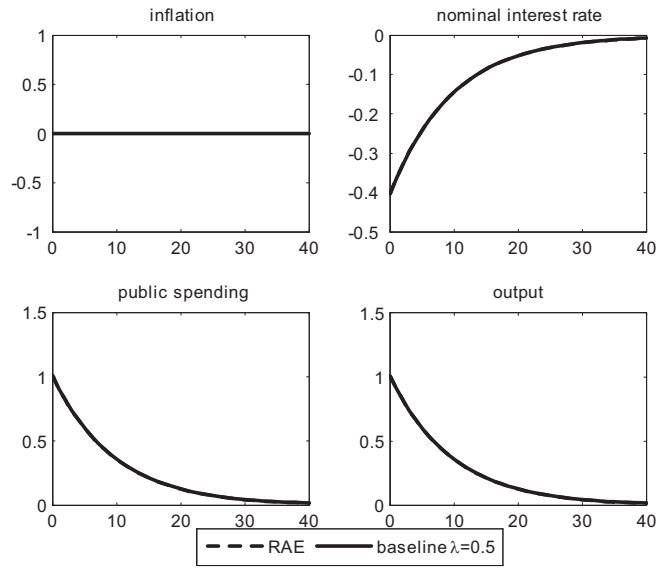 inflation
1
0.5
0
-0.5
-1
0 10 20 30 40
nominal interest rate
0
-0.1
-0.2
-0.3
-0.4
-0.5
0 10 20 30 40
public spending
1.5
1
0.5
0
0 10 20 30 40
output
1.5
1
0.5
0
0 10 20 30 40
RAE baseline λ=0.5